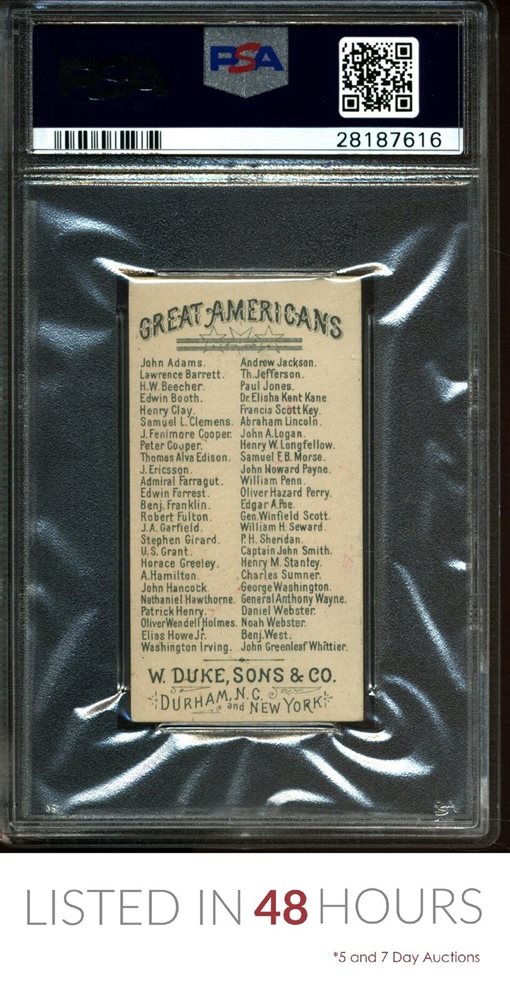 PSA
28187616
GREAT AMERICANS
John Adams. Andrew Jackson.
Lawrence Barrett. Th. Jefferson.
H.W. Beecher. Paul Jones.
Edwin Booth. Dr. Elisha Kent Kane
Henry Clay. Francis Scott Key.
Samuel L. Clemens. Abraham Lincoln.
J. Fenimore Cooper. John A. Logan.
Peter Couper. Henry W. Longfellow.
Thomas Alva Edison. Samuel F.B. Morse.
J. Ericsson. John Howard Payne.
Admiral Farragut. William Penn.
Edwin Forrest. Oliver Hazard Perry.
Benj. Franklin. Edgar A. Poe.
Robert Fulton. Gen. Winfield Scott.
J.A. Garfield. William H. Seward.
Stephen Girard. P.H. Sheridan.
U.S. Grant. Captain John Smith.
Horace Greeley. Henry M. Stanley.
A. Hamilton. Charles Sumner.
John Hancock. George Washington.
Nathaniel Hawthorne. General Anthony Wayne.
Patrick Henry. Daniel Webster.
Oliver Wendell Holmes. Noah Webster.
Elias Howe Jr. Benj. West.
Washington Irving. John Greenleaf Whittier.
W. DUKE, SONS & CO.
DURHAM, N.C.
and NEW YORK
LISTED IN 48 HOURS
*5 and 7 Day Auctions